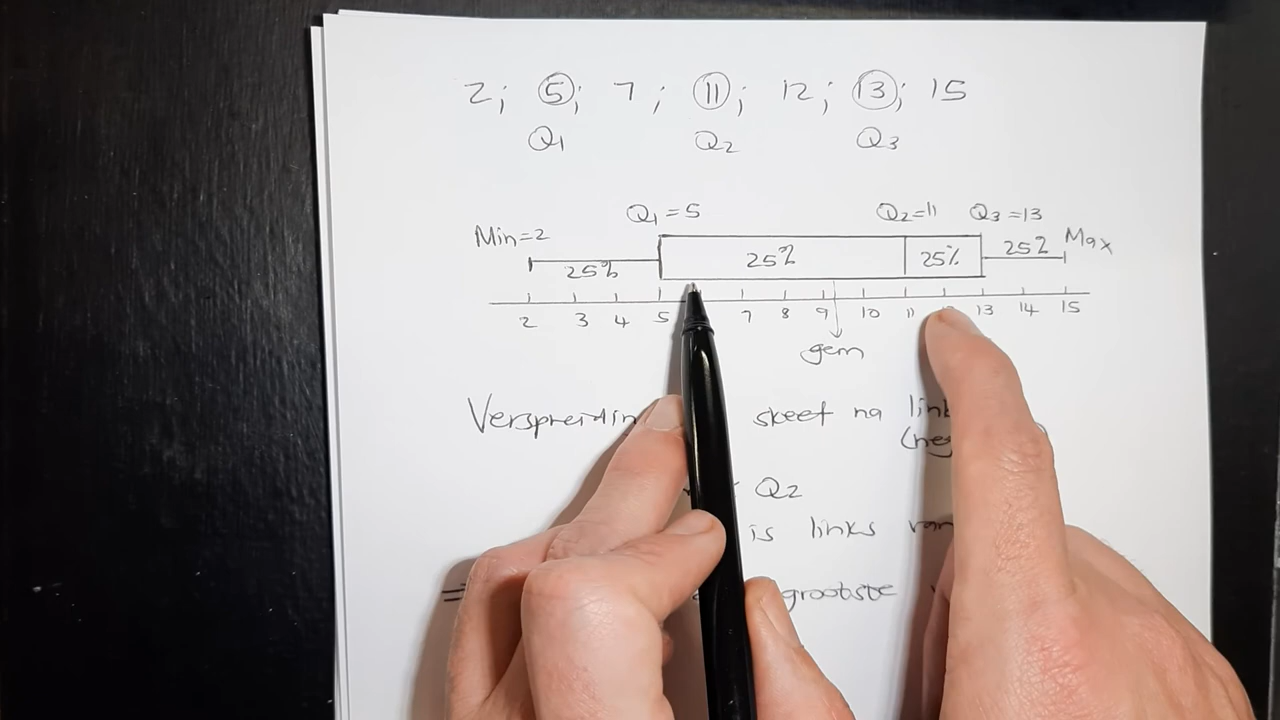 2; 5; 7; 11; 12; 13; 15
Q1 Q2 Q3
Q1 = 5 Q2 = 11 Q3 = 13
Min = 2 25% 25% 25% 25% Max
2 3 4 5 7 8 9 10 11 13 14 15
gem
skeef na
Q2
is links
= grootste